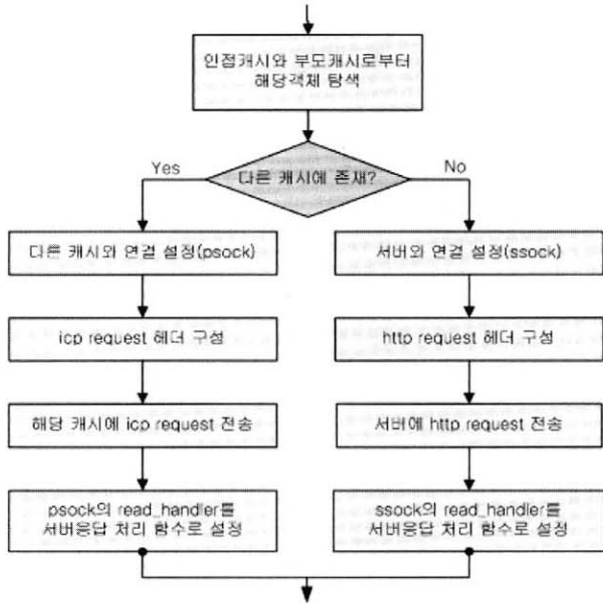 인접캐시와 부모캐시로부터
해당객체 탐색
Yes
다른 캐시에 존재?
No
다른 캐시와 연결 설정(psock)
서버와 연결 설정(ssock)
icp request 헤더 구성
http request 헤더 구성
해당 캐시에 icp request 전송
서버에 http request 전송
psock의 read_handler를
서버응답 처리 함수로 설정
ssock의 read_handler를
서버응답 처리 함수로 설정